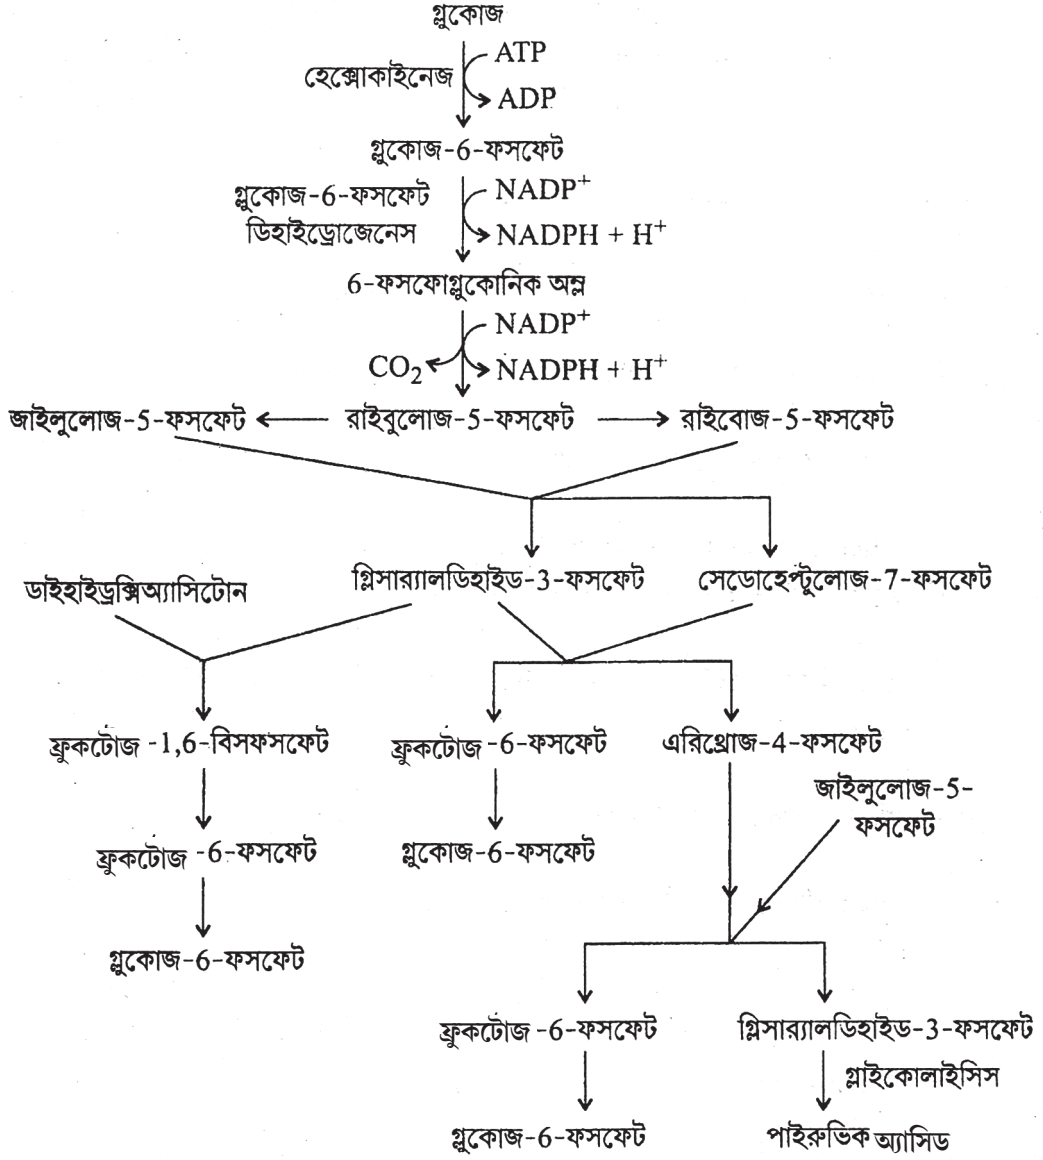 গ্লুকোজ
ATP
হেক্সোকাইনেজ
ADP
গ্লুকোজ-6-ফসফেট
গ্লুকোজ-6-ফসফেট
NADP⁺
ডিহাইড্রোজেনেস
NADPH + H⁺
6-ফসফোগ্লুকোনিক অম্ল
NADP⁺
CO₂
NADPH + H⁺
জাইলুলোজ-5-ফসফেট
রাইবুলোজ-5-ফসফেট
রাইবোজ-5-ফসফেট
ডাইহাইড্রক্সিঅ্যাসিটোন
গ্লিসার‍্যালডিহাইড-3-ফসফেট
সেডোহেপ্টুলোজ-7-ফসফেট
ফ্রুকটোজ -1,6-বিসফসফেট
ফ্রুকটোজ -6-ফসফেট
এরিথ্রোজ-4-ফসফেট
জাইলুলোজ-5-
ফসফেট
ফ্রুকটোজ -6-ফসফেট
গ্লুকোজ-6-ফসফেট
গ্লুকোজ-6-ফসফেট
ফ্রুকটোজ -6-ফসফেট
গ্লিসার‍্যালডিহাইড-3-ফসফেট
গ্লাইকোলাইসিস
গ্লুকোজ-6-ফসফেট
পাইরুভিক অ্যাসিড